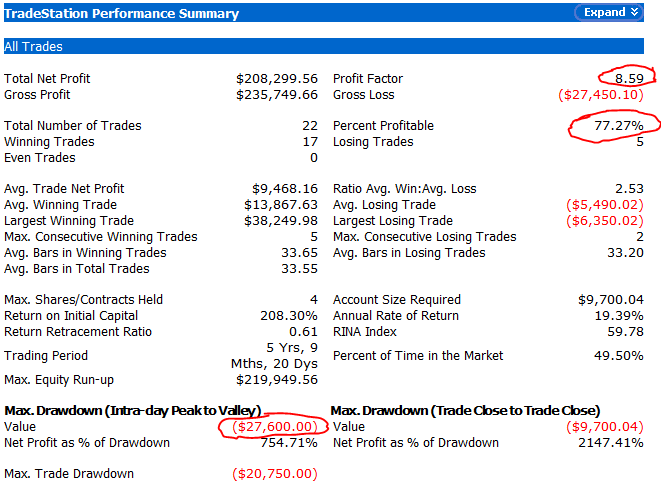 TradeStation Performance Summary Expand
All Trades
Total Net Profit $208,299.56 Profit Factor 8.59
Gross Profit $235,749.66 Gross Loss ($27,450.10)
Total Number of Trades 22 Percent Profitable 77.27%
Winning Trades 17 Losing Trades 5
Even Trades 0
Avg. Trade Net Profit $9,468.16 Ratio Avg. Win:Avg. Loss 2.53
Avg. Winning Trade $13,867.63 Avg. Losing Trade ($5,490.02)
Largest Winning Trade $38,249.98 Largest Losing Trade ($6,350.02)
Max. Consecutive Winning Trades 5 Max. Consecutive Losing Trades 2
Avg. Bars in Winning Trades 33.65 Avg. Bars in Losing Trades 33.20
Avg. Bars in Total Trades 33.55
Max. Shares/Contracts Held 4 Account Size Required $9,700.04
Return on Initial Capital 208.30% Annual Rate of Return 19.39%
Return Retracement Ratio 0.61 RINA Index 59.78
Trading Period 5 Yrs, 9 Mths, 20 Dys Percent of Time in the Market 49.50%
Max. Equity Run-up $219,949.56
Max. Drawdown (Intra-day Peak to Valley) Max. Drawdown (Trade Close to Trade Close)
Value ($27,600.00) Value ($9,700.04)
Net Profit as % of Drawdown 754.71% Net Profit as % of Drawdown 2147.41%
Max. Trade Drawdown ($20,750.00)